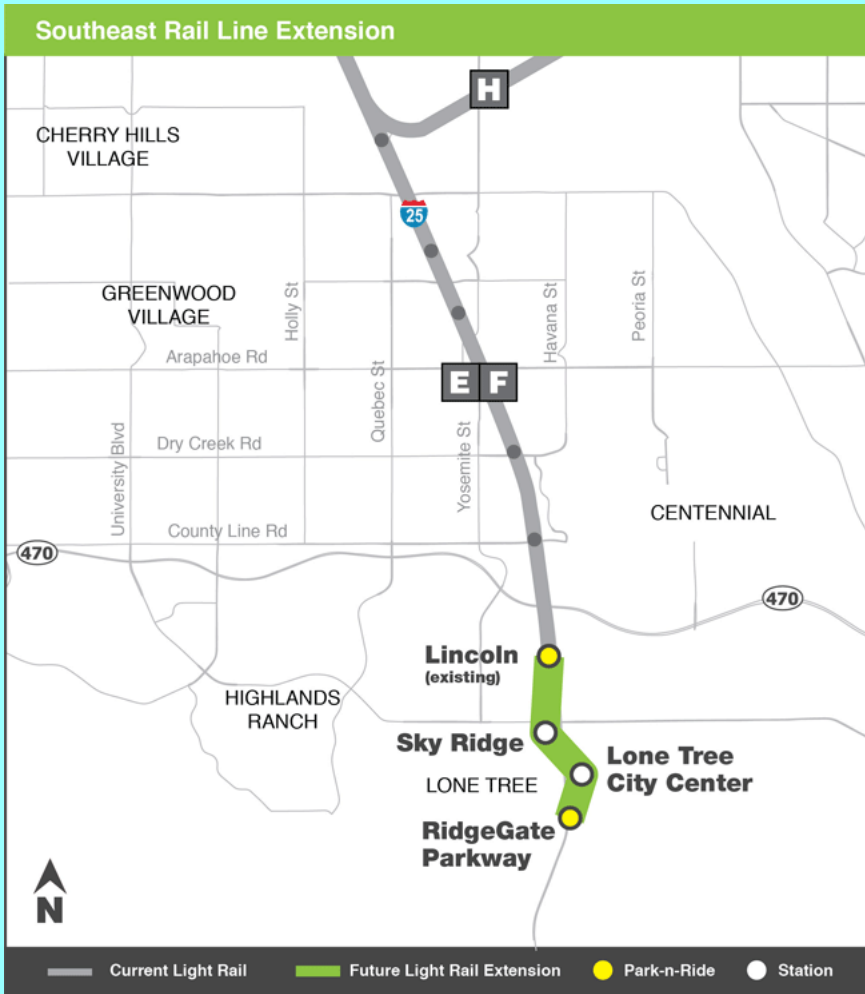 Southeast Rail Line Extension
H
CHERRY HILLS
VILLAGE
25
GREENWOOD
VILLAGE
Holly St
Havana St
Peoria St
Arapahoe Rd
Quebec St
E F
University Blvd
Dry Creek Rd
Yosemite St
CENTENNIAL
County Line Rd
470
470
Lincoln
(existing)
HIGHLANDS
RANCH
Sky Ridge
Lone Tree
City Center
LONE TREE
RidgeGate
Parkway
N
Current Light Rail
Future Light Rail Extension
Park-n-Ride
Station